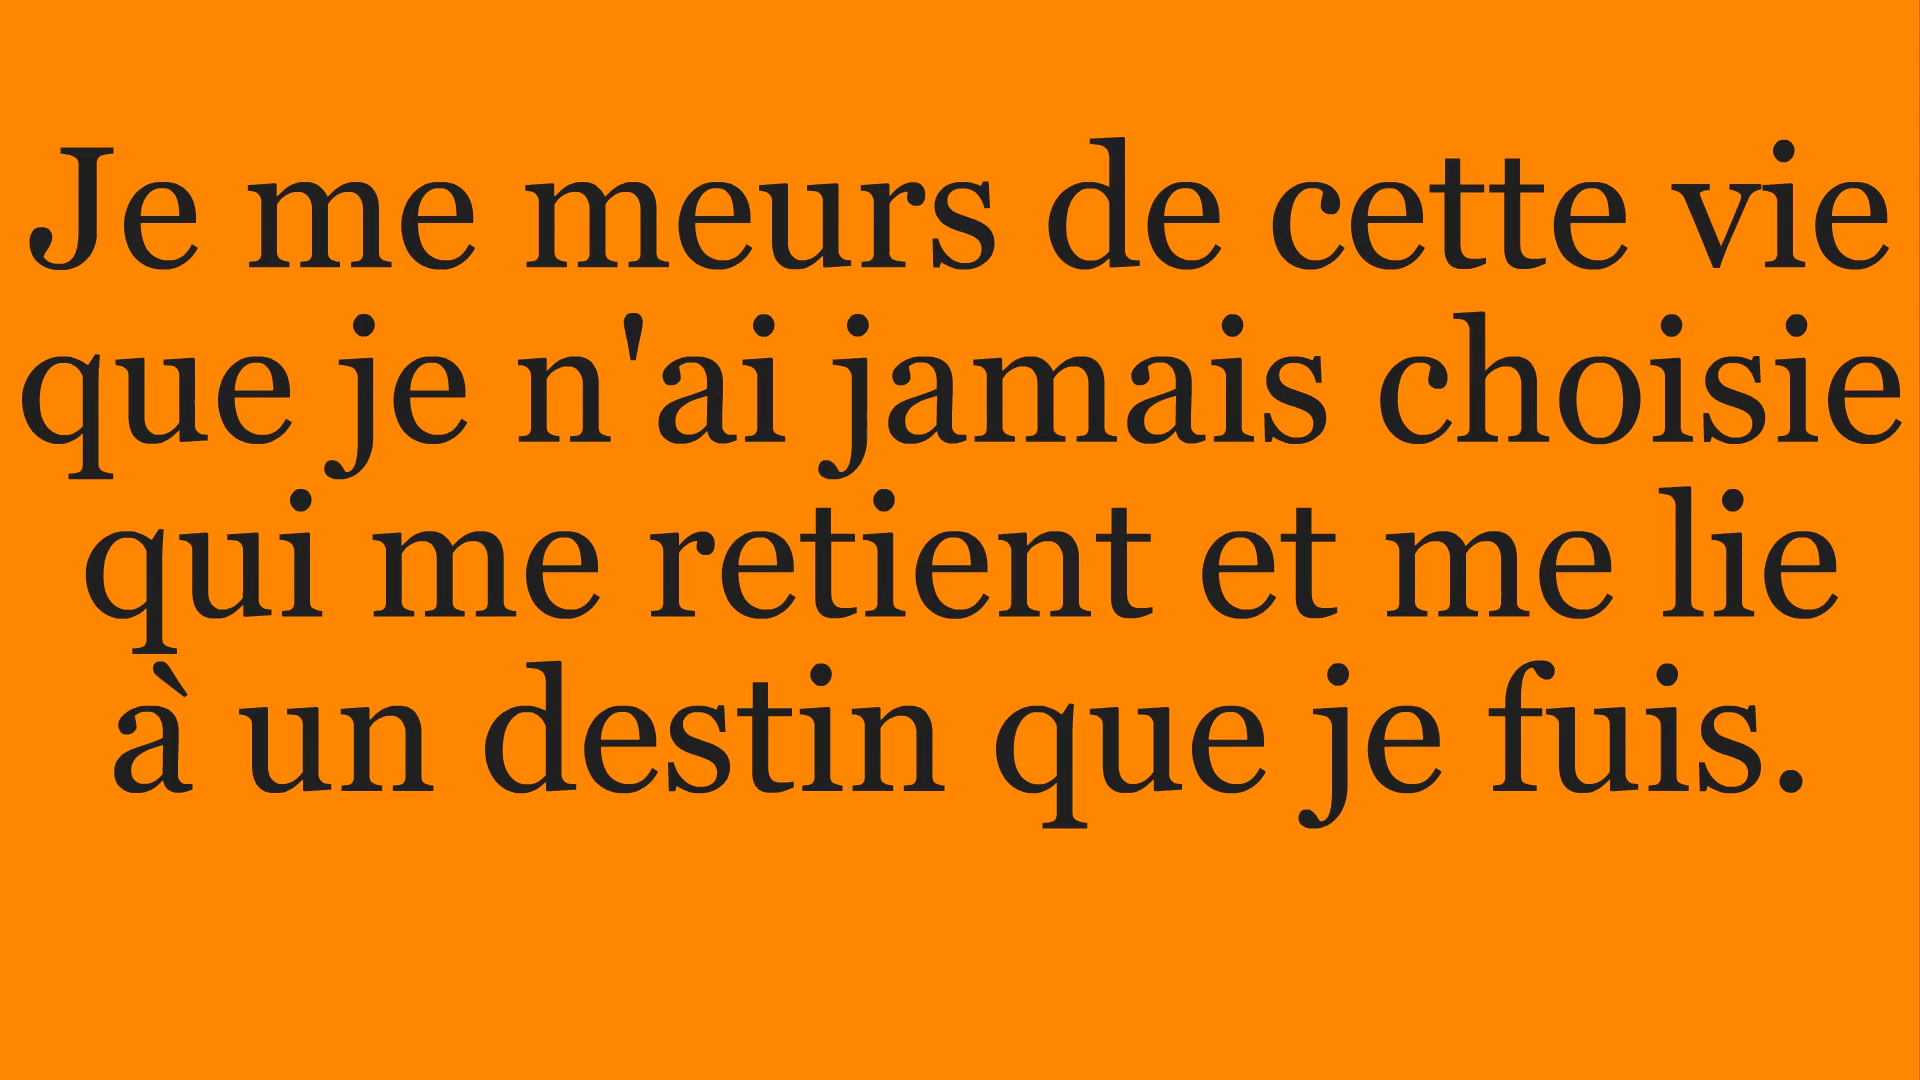 Je me meurs de cette vie
que je n'ai jamais choisie
qui me retient et me lie
à un destin que je fuis.